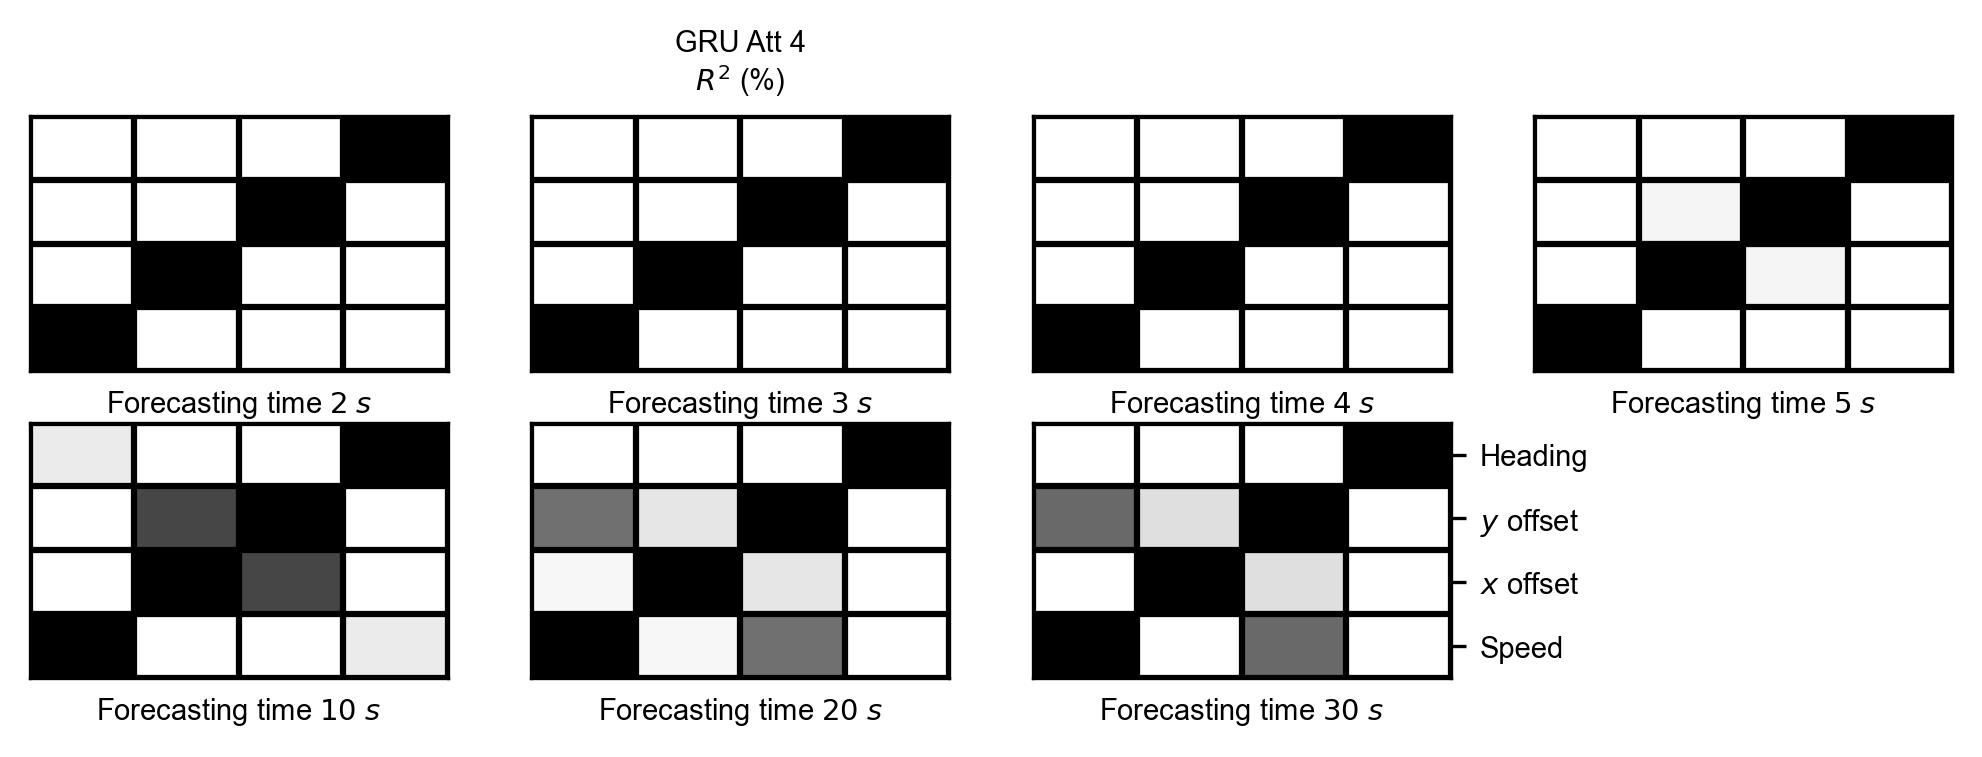 GRU Att 4
R² (%)
Forecasting time 2 s
Forecasting time 3 s
Forecasting time 4 s
Forecasting time 5 s
Heading
y offset
x offset
Speed
Forecasting time 10 s
Forecasting time 20 s
Forecasting time 30 s